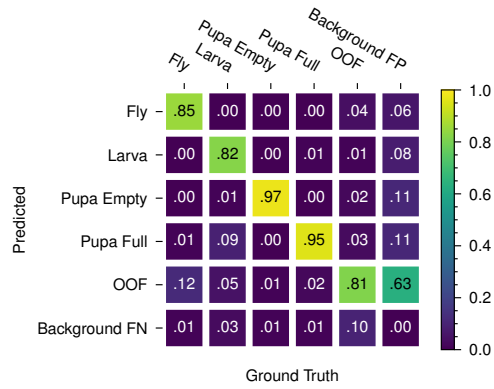 Fly
Larva
Pupa Empty
Pupa Full
OOF
Background FP
Fly .85 .00 .00 .00 .04 .06
Larva .00 .82 .00 .01 .01 .08
Pupa Empty .00 .01 .97 .00 .02 .11
Pupa Full .01 .09 .00 .95 .03 .11
OOF .12 .05 .01 .02 .81 .63
Background FN .01 .03 .01 .01 .10 .00
Predicted
Ground Truth
1.0
0.8
0.6
0.4
0.2
0.0